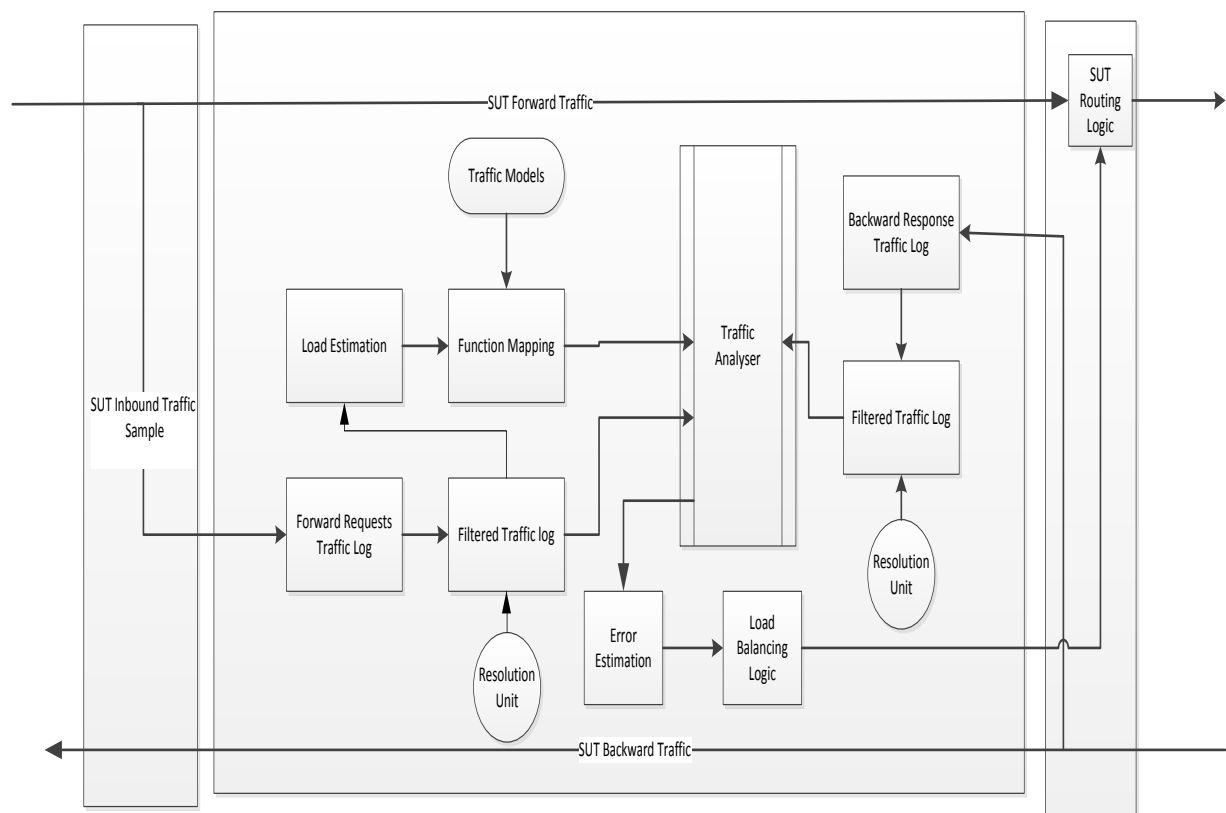 SUT
Routing
Logic
SUT Forward Traffic
Traffic Models
Backward Response
Traffic Log
Load Estimation
Function Mapping
Traffic
Analyser
SUT Inbound Traffic
Sample
Filtered Traffic Log
Forward Requests
Traffic Log
Filtered Traffic log
Resolution
Unit
Error
Estimation
Load
Balancing
Logic
Resolution
Unit
SUT Backward Traffic